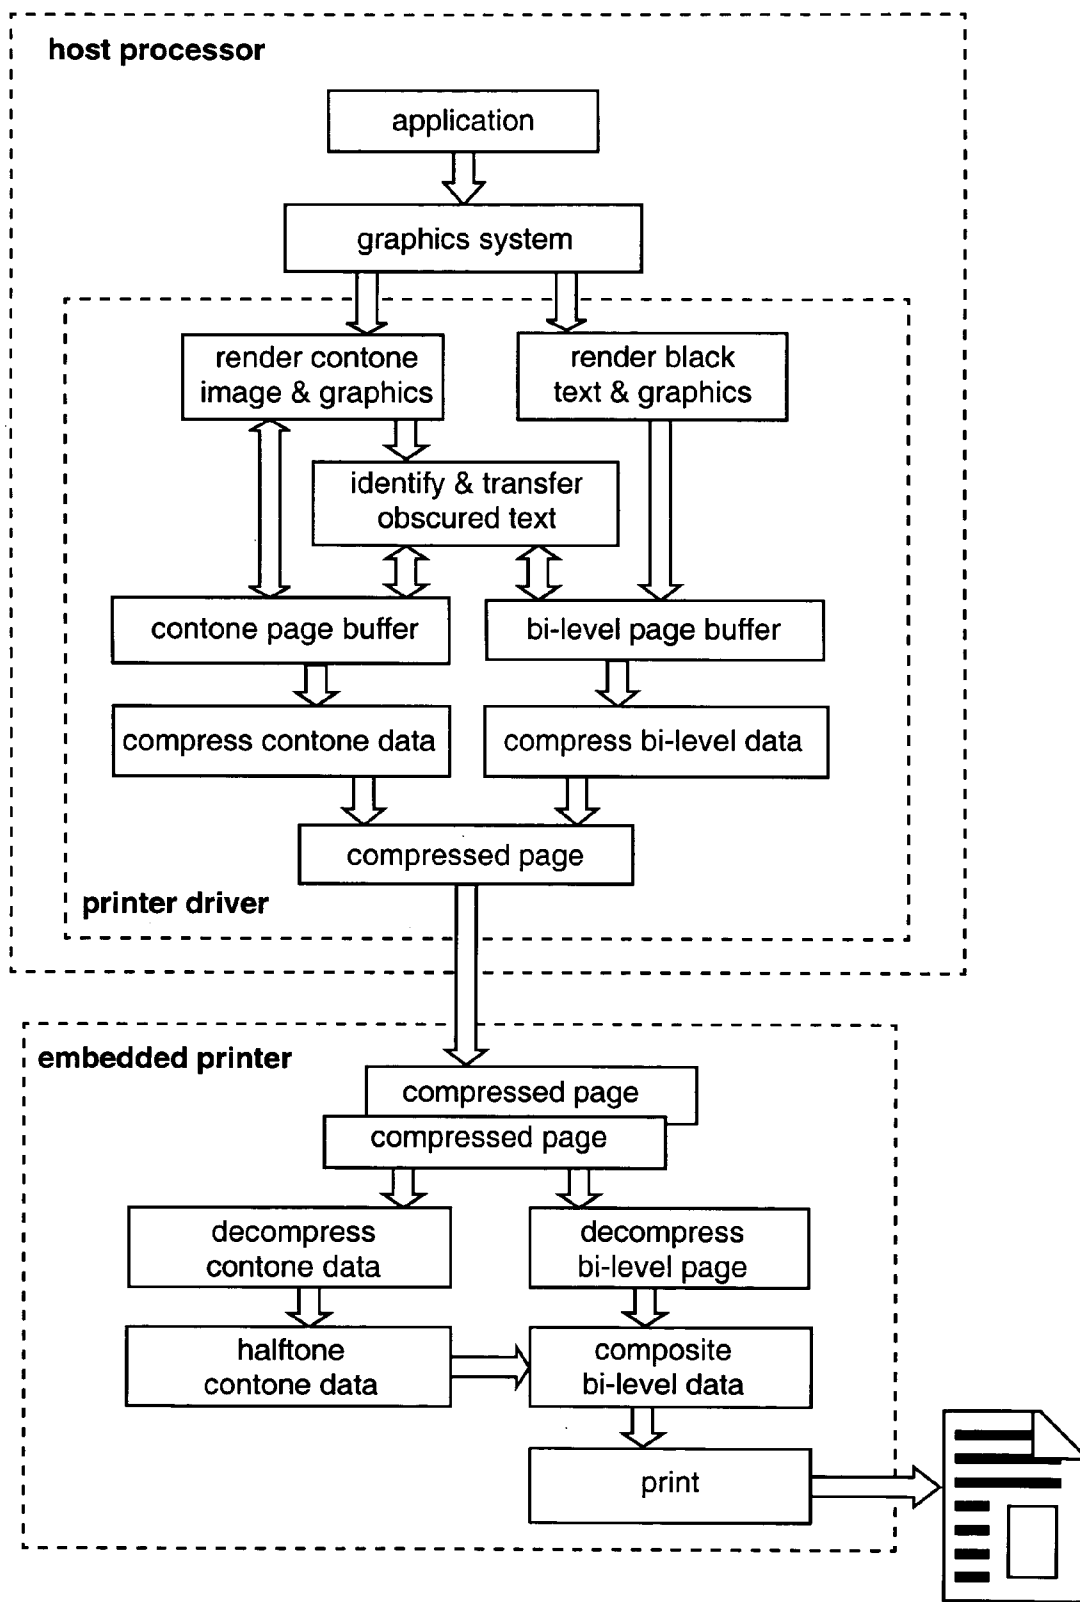 host processor
application
graphics system
render contone
image & graphics
render black
text & graphics
identify & transfer
obscured text
contone page buffer
bi-level page buffer
compress contone data
compress bi-level data
compressed page
printer driver
embedded printer
compressed page
compressed page
decompress
contone data
decompress
bi-level page
halftone
contone data
composite
bi-level data
print